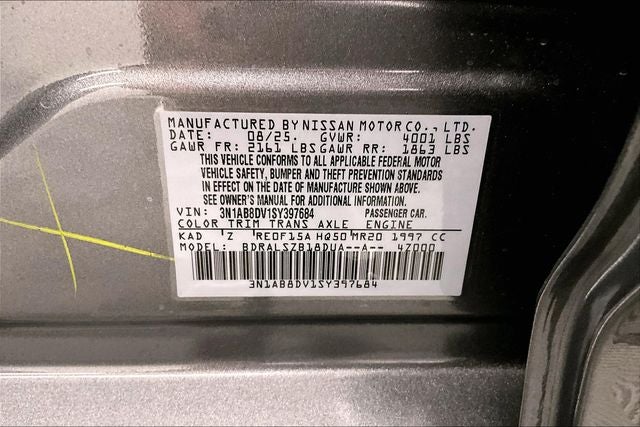 MANUFACTURED BY NISSAN MOTOR CO., LTD.
DATE: 08/25. GVWR: 4001 LBS
GAWR FR: 2161 LBS GAWR RR: 1863 LBS
THIS VEHICLE CONFORMS TO ALL APPLICABLE FEDERAL MOTOR
VEHICLE SAFETY, BUMPER AND THEFT PREVENTION STANDARDS
IN EFFECT ON THE DATE OF MANUFACTURE SHOWN ABOVE.
SEE OWNER'S MANUAL FOR ADDITIONAL INFORMATION.
VIN: 3N1AB8DV1SY397684 PASSENGER CAR.
COLOR TRIM TRANS AXLE ENGINE
KAD 'Z 'RE0F15A HQ50 'MR20 1997 CC
MODEL: BDRALSZB18DUA--A-- 4Z000
3N1AB8DV1SY397684